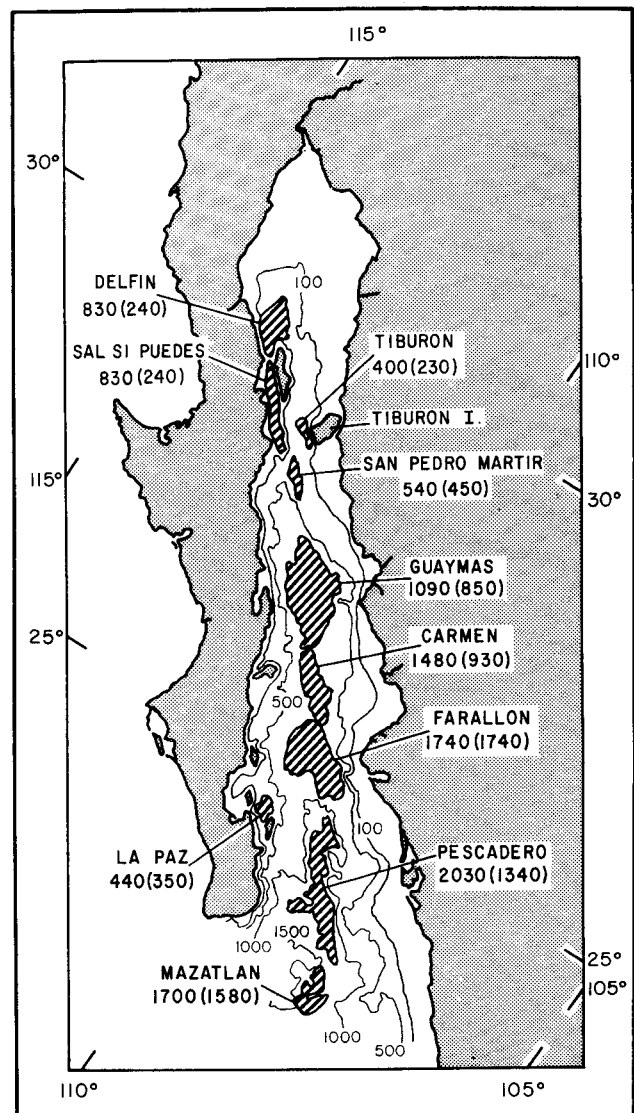 115°
30°
100
DELFIN
830(240)
SAL SI PUEDES
830(240)
TIBURON
400(230)
110°
TIBURON I.
SAN PEDRO MARTIR
540(450)
115°
30°
GUAYMAS
1090(850)
25°
CARMEN
1480(930)
500
FARALLON
1740(1740)
100
LA PAZ
440(350)
PESCADERO
2030(1340)
1000
1500
MAZATLAN
1700(1580)
25°
105°
1000
500
110°
105°